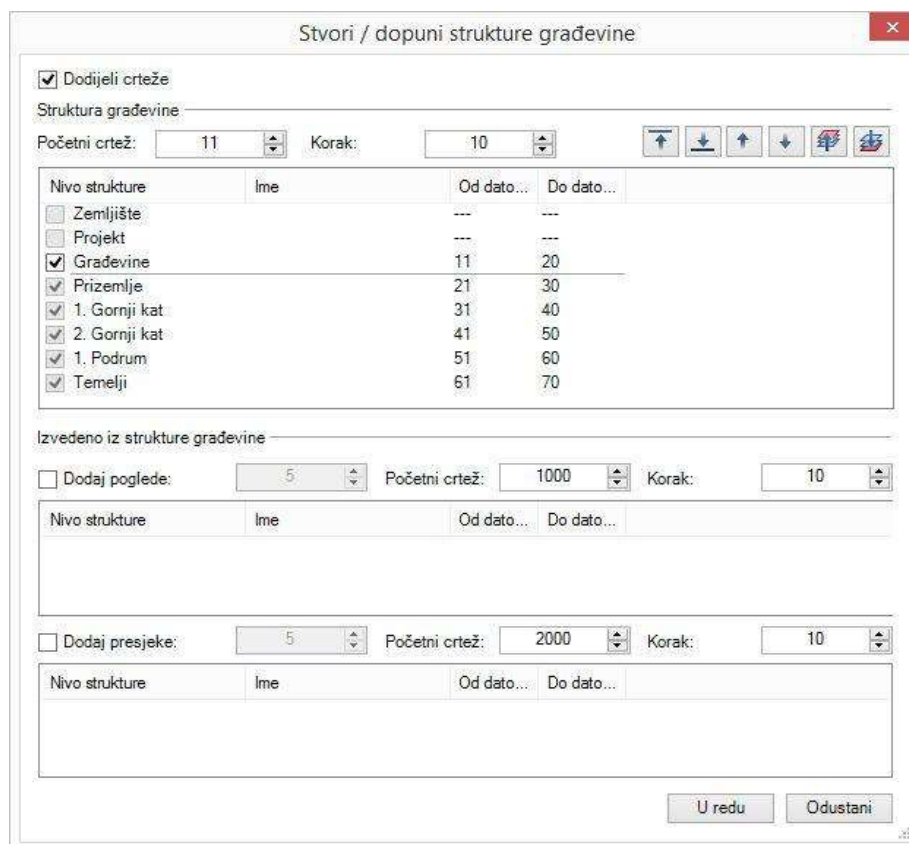 Stvori / dopuni strukture građevine
Dodijeli crteže
Struktura građevine
Početni crtež: 11 Korak: 10
Nivo strukture Ime Od dato... Do dato...
Zemljište --- ---
Projekt --- ---
Građevine 11 20
Prizemlje 21 30
1. Gornji kat 31 40
2. Gornji kat 41 50
1. Podrum 51 60
Temelji 61 70
Izvedeno iz strukture građevine
Dodaj poglede: 5 Početni crtež: 1000 Korak: 10
Nivo strukture Ime Od dato... Do dato...
Dodaj presjeke: 5 Početni crtež: 2000 Korak: 10
Nivo strukture Ime Od dato... Do dato...
U redu Odustani